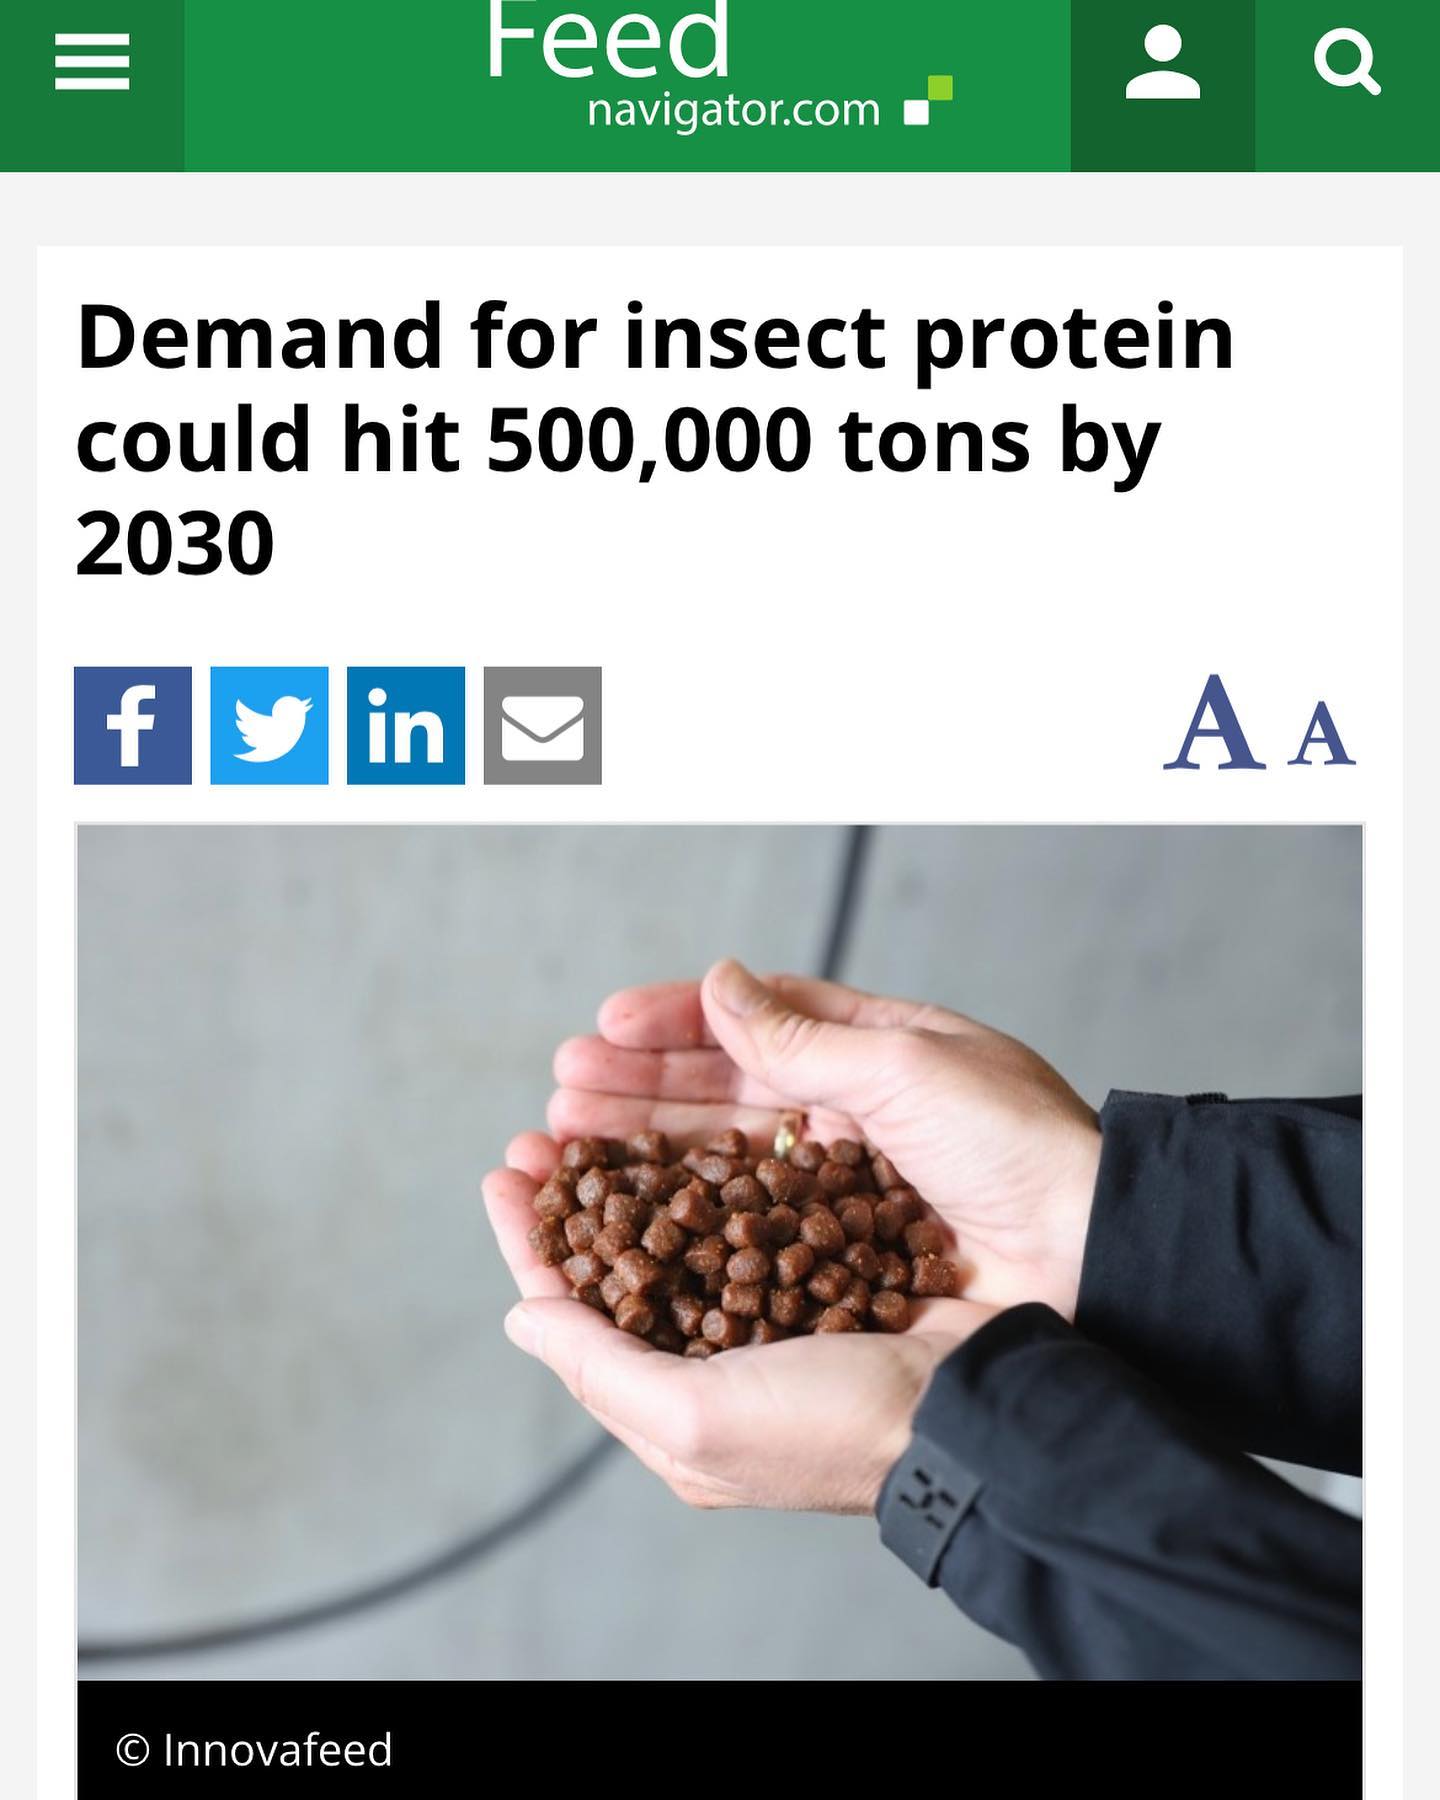 Feed
navigator.com
Demand for insect protein
could hit 500,000 tons by
2030
f
in
A A
© Innovafeed